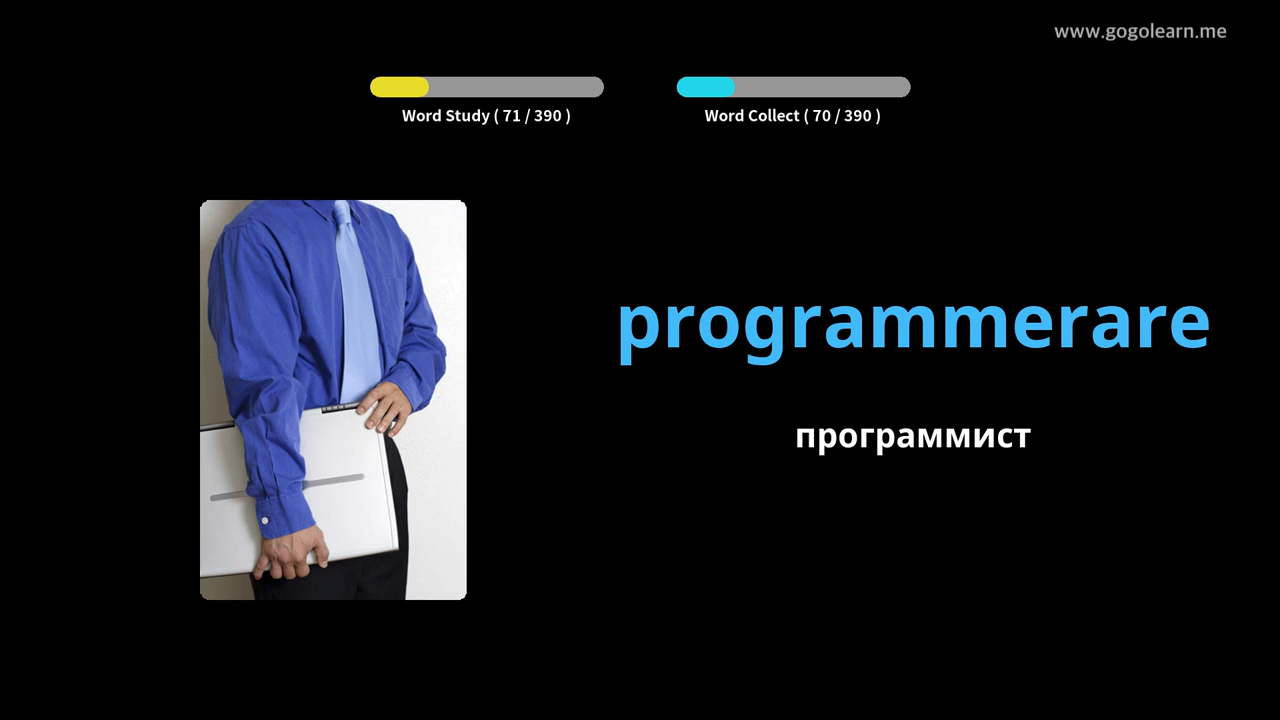 www.gogolearn.me
Word Study ( 71 / 390 )
Word Collect ( 70 / 390 )
programmerare
программист